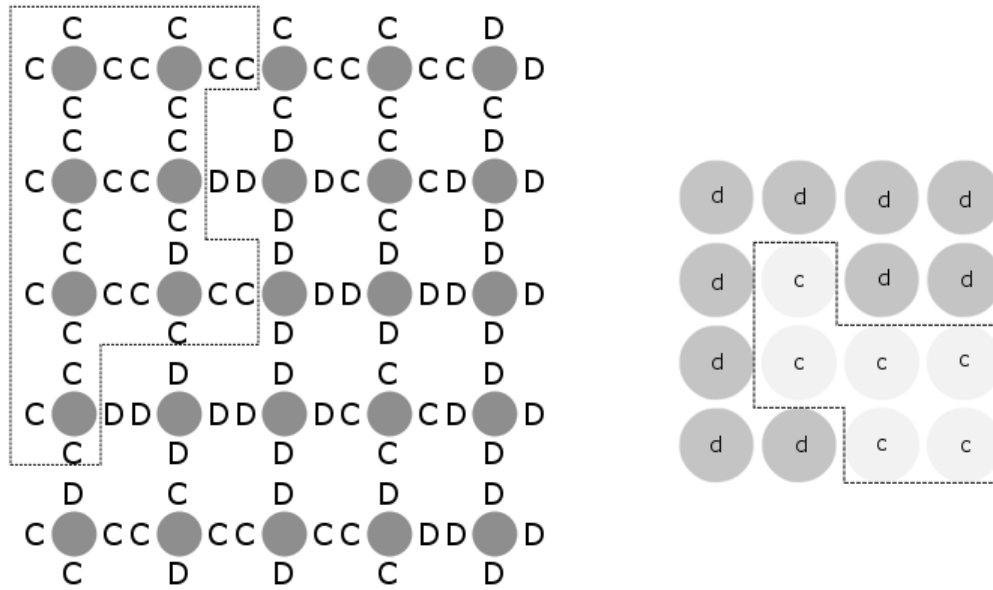 C C C C D
C CC CC CC CC D
C C C C C
C C D C D
C CC DD DC CD D
C C D C D
C D D D D
C CC CC DD DD D
C C D D D
C D D C D
C DD DD DC CD D
C D D C D
D C D D D
C CC CC CC DD D
C D D C D
d d d d
d c d d
d c c c
d d c c